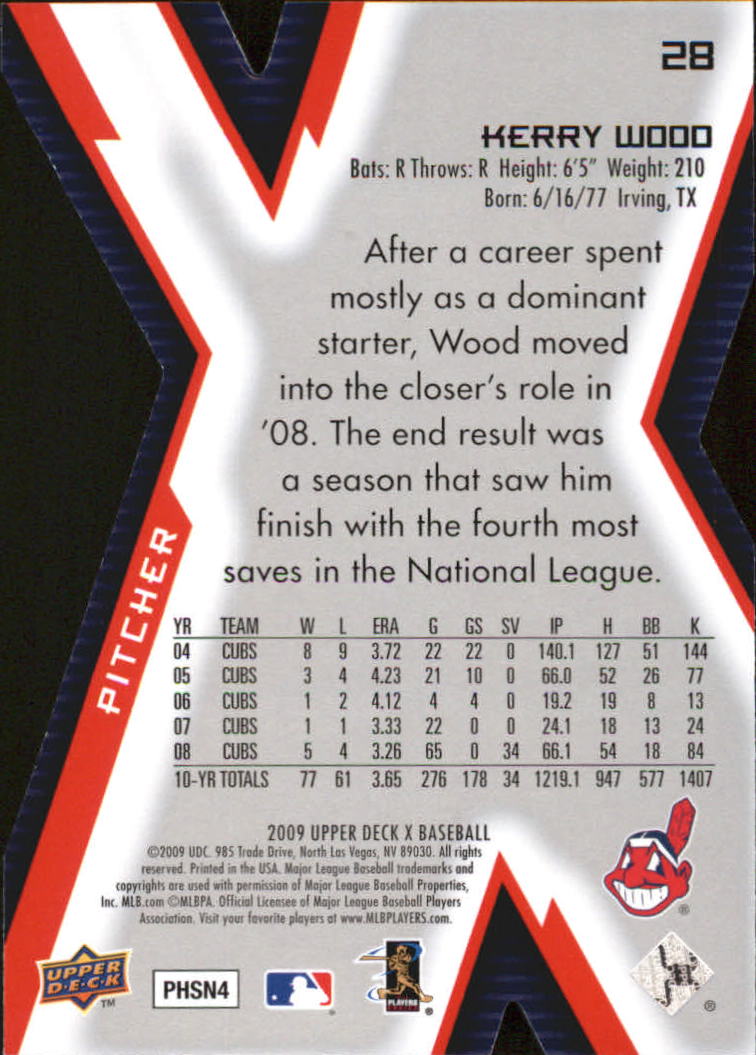 28
KERRY WOOD
Bats: R Throws: R Height: 6'5" Weight: 210
Born: 6/16/77 Irving, TX
After a career spent
mostly as a dominant
starter, Wood moved
into the closer's role in
'08. The end result was
a season that saw him
finish with the fourth most
saves in the National League.
PITCHER
YR TEAM W L ERA G GS SV IP H BB K
04 CUBS 8 9 3.72 22 22 0 140.1 127 51 144
05 CUBS 3 4 4.23 21 10 0 66.0 52 26 77
06 CUBS 1 2 4.12 4 4 0 19.2 19 8 13
07 CUBS 1 1 3.33 22 0 0 24.1 18 13 24
08 CUBS 5 4 3.26 65 0 34 66.1 54 18 84
10-YR TOTALS 77 61 3.65 276 178 34 1219.1 947 577 1407
2009 UPPER DECK X BASEBALL
©2009 UDC. 985 Trade Drive, North Las Vegas, NV 89030. All rights
reserved. Printed in the USA. Major League Baseball trademarks and
copyrights are used with permission of Major League Baseball Properties,
Inc. MLB.com ©MLBPA. Official Licensee of Major League Baseball Players
Association. Visit your favorite players at www.MLBPLAYERS.com.
®
UPPER
D·E·C·K
TM
PHSN4
®
PLAYERS
®
®